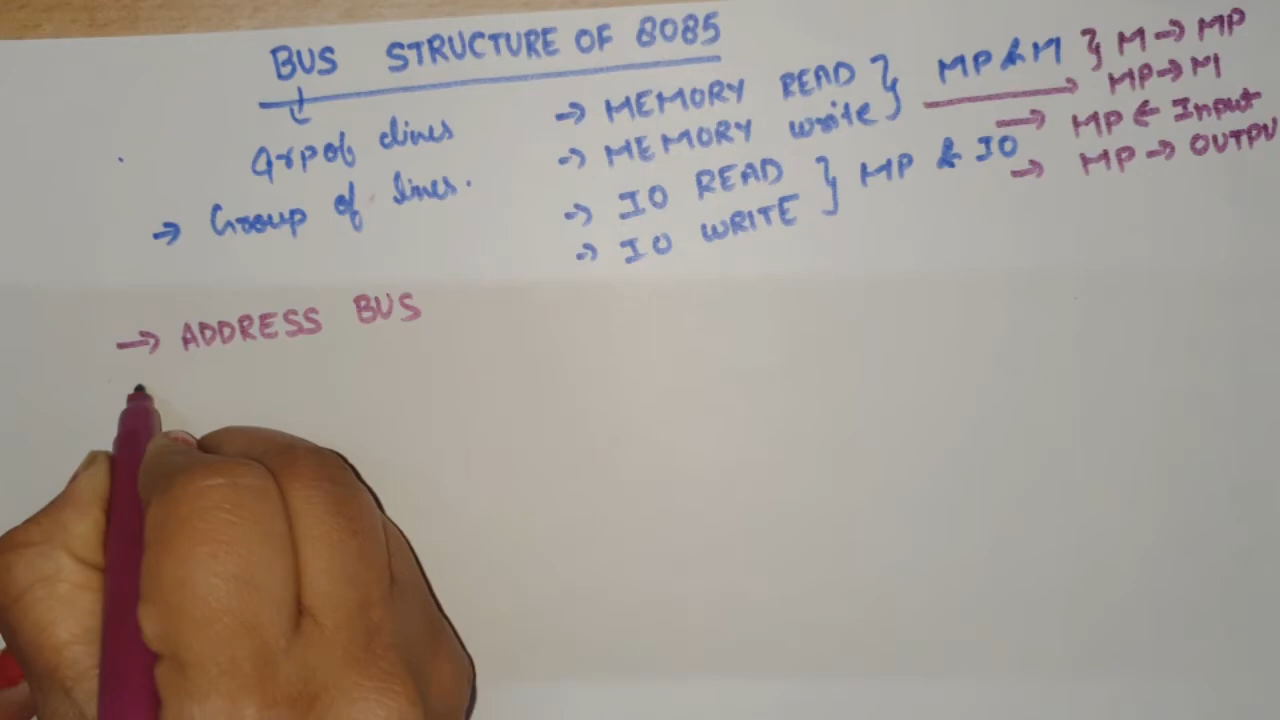 BUS STRUCTURE OF 8085
Grp of lines
→ Group of lines.
→ MEMORY READ
→ MEMORY write } MP & M } M → MP
MP → M
→ IO READ
→ IO WRITE } MP & IO
→ MP ← Input
→ MP → OUTPU
→ ADDRESS BUS